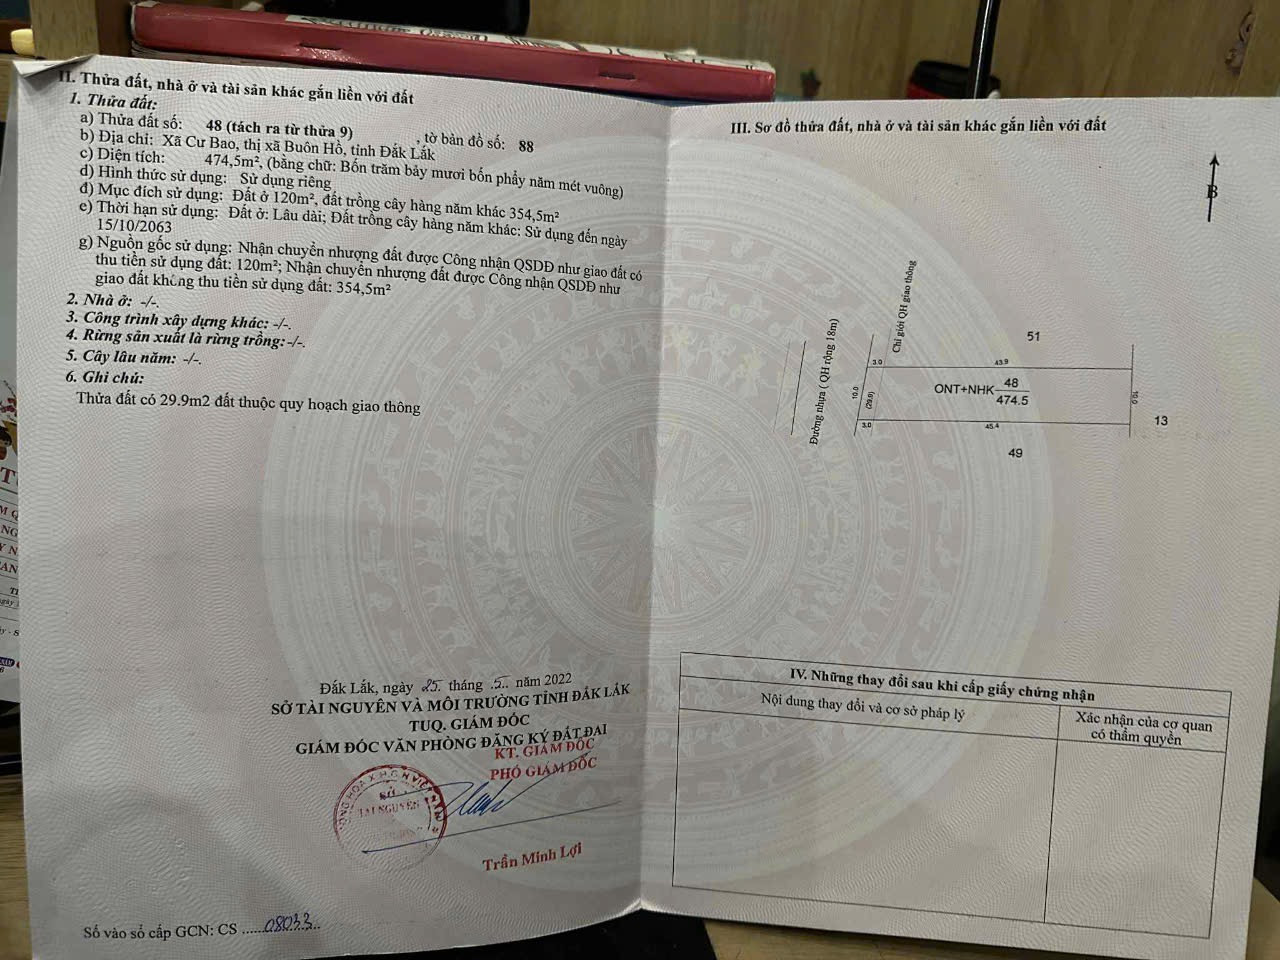 II. Thửa đất, nhà ở và tài sản khác gắn liền với đất
1. Thửa đất:
a) Thửa đất số: 48 (tách ra từ thửa 9) , tờ bản đồ số: 88
b) Địa chỉ: Xã Cư Bao, thị xã Buôn Hồ, tỉnh Đắk Lắk
c) Diện tích: 474,5m², (bằng chữ: Bốn trăm bảy mươi bốn phẩy năm mét vuông)
d) Hình thức sử dụng: Sử dụng riêng
đ) Mục đích sử dụng: Đất ở 120m², đất trồng cây hàng năm khác 354,5m²
e) Thời hạn sử dụng: Đất ở: Lâu dài; Đất trồng cây hàng năm khác: Sử dụng đến ngày
15/10/2063
g) Nguồn gốc sử dụng: Nhận chuyển nhượng đất được Công nhận QSDĐ như giao đất có
thu tiền sử dụng đất: 120m²; Nhận chuyển nhượng đất được Công nhận QSDĐ như
giao đất không thu tiền sử dụng đất: 354,5m²
2. Nhà ở: -/-.
3. Công trình xây dựng khác: -/-.
4. Rừng sản xuất là rừng trồng: -/-.
5. Cây lâu năm: -/-.
6. Ghi chú:
Thửa đất có 29.9m2 đất thuộc quy hoạch giao thông
Đắk Lắk, ngày 25. tháng .5.. năm 2022
SỞ TÀI NGUYÊN VÀ MÔI TRƯỜNG TỈNH ĐẮK LẮK
TUQ. GIÁM ĐỐC
GIÁM ĐỐC VĂN PHÒNG ĐĂNG KÝ ĐẤT ĐAI
KT. GIÁM ĐỐC
PHÓ GIÁM ĐỐC
SỞ
TÀI NGUYÊN
Trần Minh Lợi
Số vào sổ cấp GCN: CS ......08033..
III. Sơ đồ thửa đất, nhà ở và tài sản khác gắn liền với đất
B
Đường nhựa ( QH rộng 18m)
Chỉ giới QH giao thông
51
3.0
43.9
10.0
(29.9)
ONT+NHK
48
474.5
10.0
13
3.0
45.4
49
IV. Những thay đổi sau khi cấp giấy chứng nhận
Nội dung thay đổi và cơ sở pháp lý
Xác nhận của cơ quan
có thẩm quyền